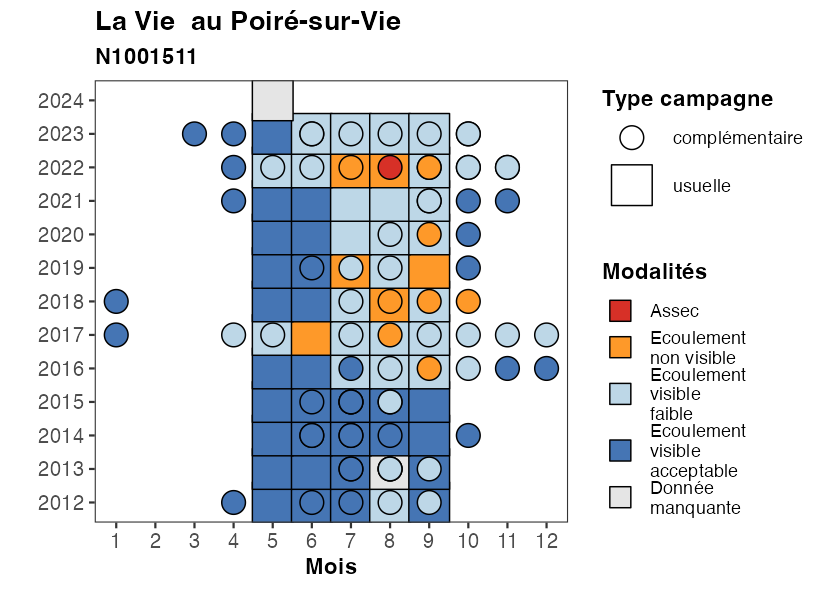 La Vie  au Poiré-sur-Vie
N1001511
2024
2023
2022
2021
2020
2019
2018
2017
2016
2015
2014
2013
2012
1 2 3 4 5 6 7 8 9 10 11 12
Mois
Type campagne
complémentaire
usuelle
Modalités
Assec
Ecoulement
non visible
Ecoulement
visible
faible
Ecoulement
visible
acceptable
Donnée
manquante